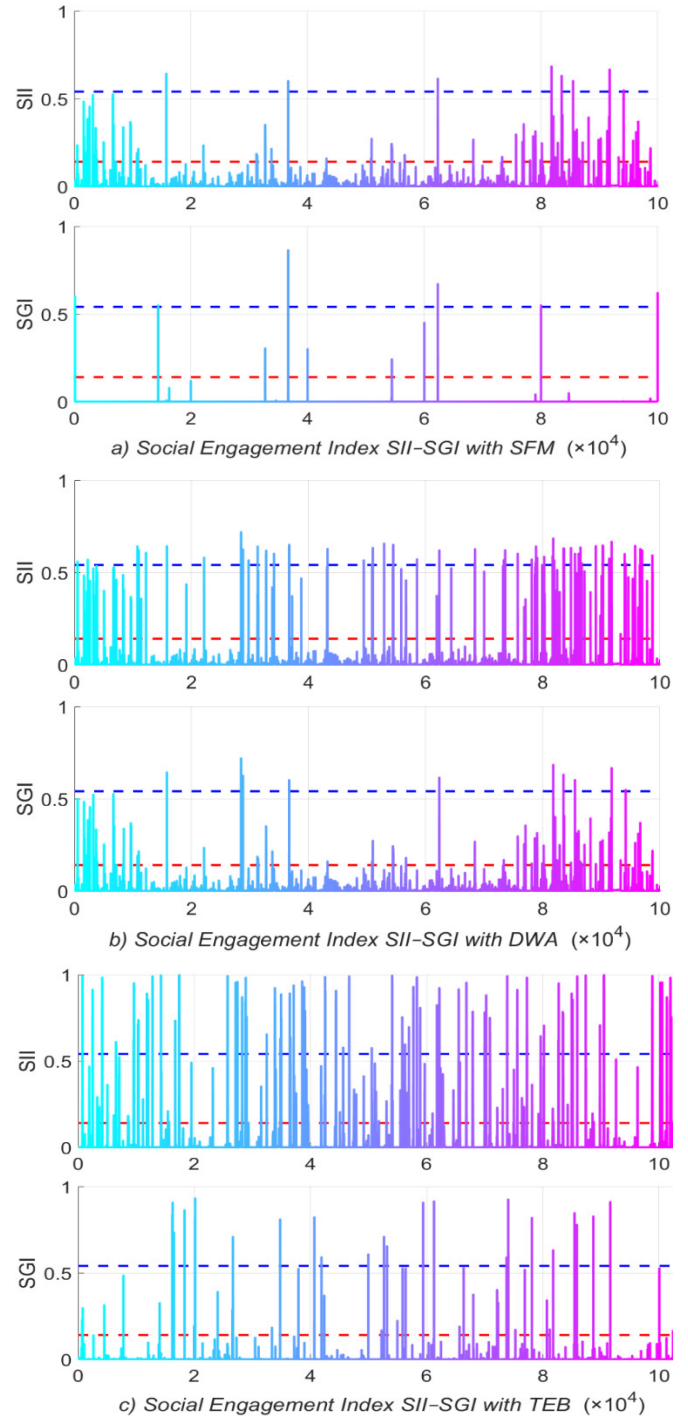 1
SII
0.5
0
0 2 4 6 8 10
1
SGI
0.5
0
0 2 4 6 8 10
a) Social Engagement Index SII–SGI with SFM (×10⁴)
1
SII
0.5
0
0 2 4 6 8 10
1
SGI
0.5
0
0 2 4 6 8 10
b) Social Engagement Index SII–SGI with DWA (×10⁴)
1
SII
0.5
0
0 2 4 6 8 10
1
SGI
0.5
0
0 2 4 6 8 10
c) Social Engagement Index SII–SGI with TEB (×10⁴)